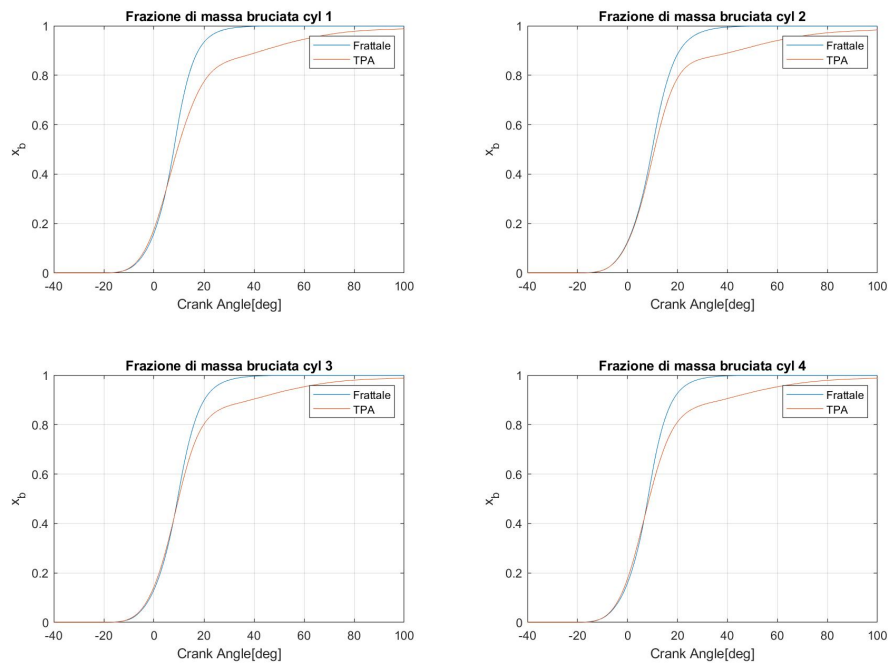 Frazione di massa bruciata cyl 1
1
0.8
0.6
0.4
0.2
0
x_b
-40 -20 0 20 40 60 80 100
Crank Angle[deg]
Frattale
TPA
Frazione di massa bruciata cyl 2
1
0.8
0.6
0.4
0.2
0
x_b
-40 -20 0 20 40 60 80 100
Crank Angle[deg]
Frattale
TPA
Frazione di massa bruciata cyl 3
1
0.8
0.6
0.4
0.2
0
x_b
-40 -20 0 20 40 60 80 100
Crank Angle[deg]
Frattale
TPA
Frazione di massa bruciata cyl 4
1
0.8
0.6
0.4
0.2
0
x_b
-40 -20 0 20 40 60 80 100
Crank Angle[deg]
Frattale
TPA